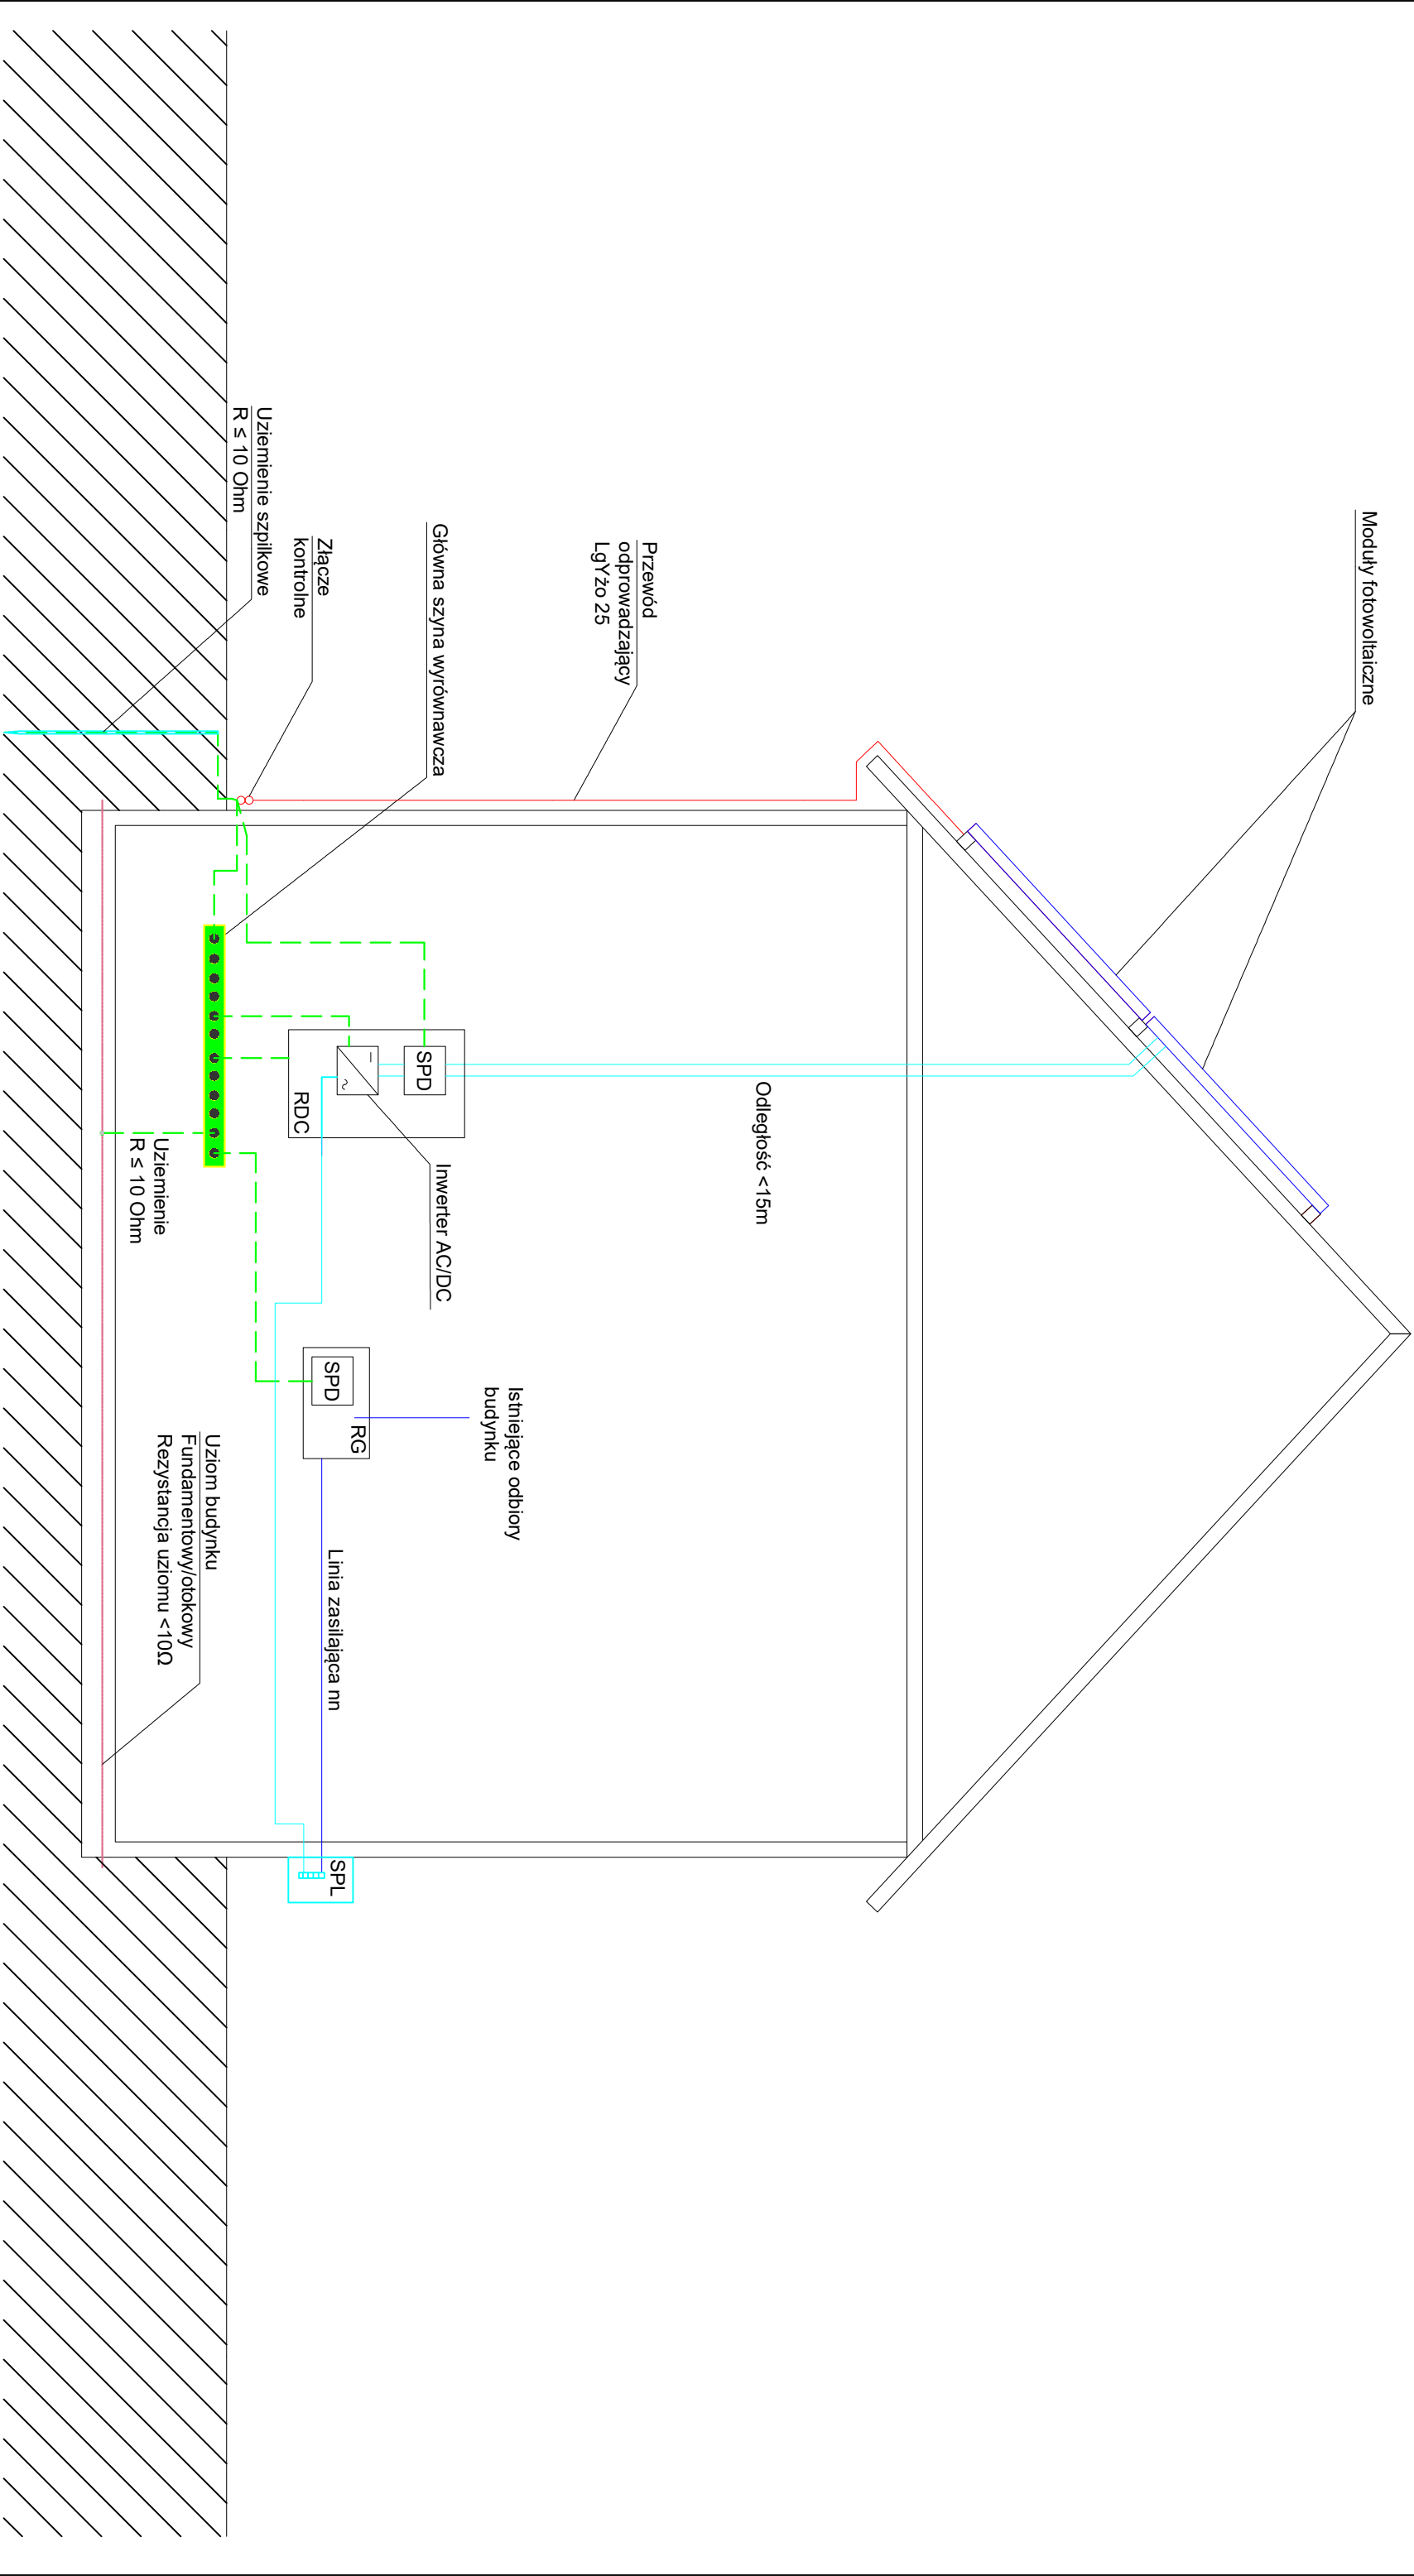 Moduły fotowoltaiczne
Przewód
odprowadzający
LgYżo 25
Główna szyna wyrównawcza
Złącze
kontrolne
Uziemienie szpilkowe
R ≤ 10 Ohm
Odległość <15m
SPD
–
~
RDC
Inwerter AC/DC
Uziemienie
R ≤ 10 Ohm
Istniejące odbiory
budynku
SPD
RG
Linia zasilająca nn
SPL
Uziom budynku
Fundamentowy/otokowy
Rezystancja uziomu <10Ω